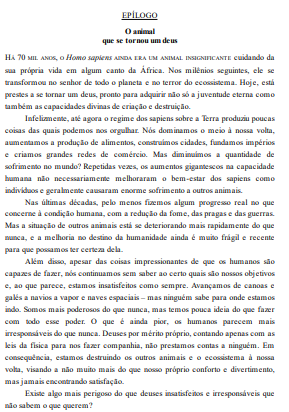 EPÍLOGO
O animal
que se tornou um deus
HÁ 70 MIL ANOS, O Homo sapiens AINDA ERA UM ANIMAL INSIGNIFICANTE cuidando da
sua própria vida em algum canto da África. Nos milênios seguintes, ele se
transformou no senhor de todo o planeta e no terror do ecossistema. Hoje, está
prestes a se tornar um deus, pronto para adquirir não só a juventude eterna como
também as capacidades divinas de criação e destruição.
Infelizmente, até agora o regime dos sapiens sobre a Terra produziu poucas
coisas das quais podemos nos orgulhar. Nós dominamos o meio à nossa volta,
aumentamos a produção de alimentos, construímos cidades, fundamos impérios
e criamos grandes redes de comércio. Mas diminuímos a quantidade de
sofrimento no mundo? Repetidas vezes, os aumentos gigantescos na capacidade
humana não necessariamente melhoraram o bem-estar dos sapiens como
indivíduos e geralmente causaram enorme sofrimento a outros animais.
Nas últimas décadas, pelo menos fizemos algum progresso real no que
concerne à condição humana, com a redução da fome, das pragas e das guerras.
Mas a situação de outros animais está se deteriorando mais rapidamente do que
nunca, e a melhoria no destino da humanidade ainda é muito frágil e recente
para que possamos ter certeza dela.
Além disso, apesar das coisas impressionantes de que os humanos são
capazes de fazer, nós continuamos sem saber ao certo quais são nossos objetivos
e, ao que parece, estamos insatisfeitos como sempre. Avançamos de canoas e
galés a navios a vapor e naves espaciais – mas ninguém sabe para onde estamos
indo. Somos mais poderosos do que nunca, mas temos pouca ideia do que fazer
com todo esse poder. O que é ainda pior, os humanos parecem mais
irresponsáveis do que nunca. Deuses por mérito próprio, contando apenas com as
leis da física para nos fazer companhia, não prestamos contas a ninguém. Em
consequência, estamos destruindo os outros animais e o ecossistema à nossa
volta, visando a não muito mais do que nosso próprio conforto e divertimento,
mas jamais encontrando satisfação.
Existe algo mais perigoso do que deuses insatisfeitos e irresponsáveis que
não sabem o que querem?